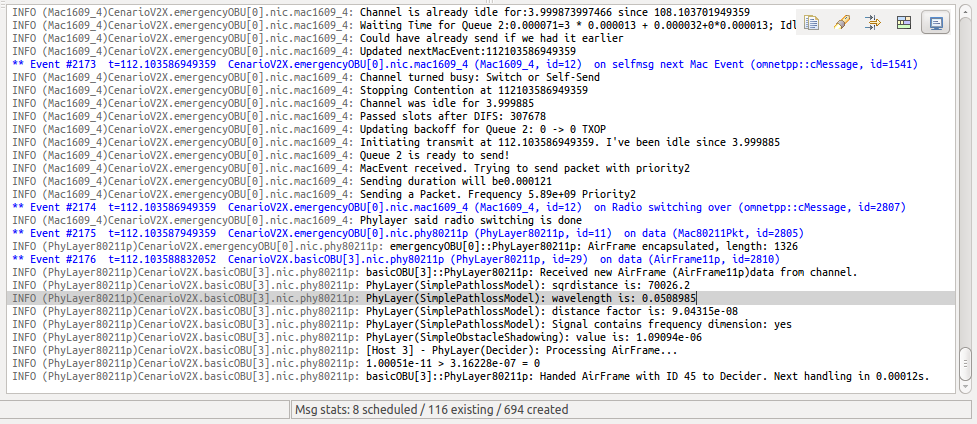 INFO (Mac1609_4)CenarioV2X.emergencyOBU[0].nic.mac1609_4: Channel is already idle for:3.999873997466 since 108.103701949359
INFO (Mac1609_4)CenarioV2X.emergencyOBU[0].nic.mac1609_4: Waiting Time for Queue 2:0.000071=3 * 0.000013 + 0.000032+0*0.000013; Idl
INFO (Mac1609_4)CenarioV2X.emergencyOBU[0].nic.mac1609_4: Could have already send if we had it earlier
INFO (Mac1609_4)CenarioV2X.emergencyOBU[0].nic.mac1609_4: Updated nextMacEvent:112103586949359
** Event #2173 t=112.103586949359 CenarioV2X.emergencyOBU[0].nic.mac1609_4 (Mac1609_4, id=12) on selfmsg next Mac Event (omnetpp::cMessage, id=1541)
INFO (Mac1609_4)CenarioV2X.emergencyOBU[0].nic.mac1609_4: Channel turned busy: Switch or Self-Send
INFO (Mac1609_4)CenarioV2X.emergencyOBU[0].nic.mac1609_4: Stopping Contention at 112103586949359
INFO (Mac1609_4)CenarioV2X.emergencyOBU[0].nic.mac1609_4: Channel was idle for 3.999885
INFO (Mac1609_4)CenarioV2X.emergencyOBU[0].nic.mac1609_4: Passed slots after DIFS: 307678
INFO (Mac1609_4)CenarioV2X.emergencyOBU[0].nic.mac1609_4: Updating backoff for Queue 2: 0 -> 0 TXOP
INFO (Mac1609_4)CenarioV2X.emergencyOBU[0].nic.mac1609_4: Initiating transmit at 112.103586949359. I've been idle since 3.999885
INFO (Mac1609_4)CenarioV2X.emergencyOBU[0].nic.mac1609_4: Queue 2 is ready to send!
INFO (Mac1609_4)CenarioV2X.emergencyOBU[0].nic.mac1609_4: MacEvent received. Trying to send packet with priority2
INFO (Mac1609_4)CenarioV2X.emergencyOBU[0].nic.mac1609_4: Sending duration will be0.000121
INFO (Mac1609_4)CenarioV2X.emergencyOBU[0].nic.mac1609_4: Sending a Packet. Frequency 5.89e+09 Priority2
** Event #2174 t=112.103586949359 CenarioV2X.emergencyOBU[0].nic.mac1609_4 (Mac1609_4, id=12) on Radio switching over (omnetpp::cMessage, id=2807)
INFO (Mac1609_4)CenarioV2X.emergencyOBU[0].nic.mac1609_4: Phylayer said radio switching is done
** Event #2175 t=112.103587949359 CenarioV2X.emergencyOBU[0].nic.phy80211p (PhyLayer80211p, id=11) on data (Mac80211Pkt, id=2805)
INFO (PhyLayer80211p)CenarioV2X.emergencyOBU[0].nic.phy80211p: emergencyOBU[0]::PhyLayer80211p: AirFrame encapsulated, length: 1326
** Event #2176 t=112.103588832052 CenarioV2X.basicOBU[3].nic.phy80211p (PhyLayer80211p, id=29) on data (AirFrame11p, id=2810)
INFO (PhyLayer80211p)CenarioV2X.basicOBU[3].nic.phy80211p: basicOBU[3]::PhyLayer80211p: Received new AirFrame (AirFrame11p)data from channel.
INFO (PhyLayer80211p)CenarioV2X.basicOBU[3].nic.phy80211p: PhyLayer(SimplePathlossModel): sqrdistance is: 70026.2
INFO (PhyLayer80211p)CenarioV2X.basicOBU[3].nic.phy80211p: PhyLayer(SimplePathlossModel): wavelength is: 0.0508985
INFO (PhyLayer80211p)CenarioV2X.basicOBU[3].nic.phy80211p: PhyLayer(SimplePathlossModel): distance factor is: 9.04315e-08
INFO (PhyLayer80211p)CenarioV2X.basicOBU[3].nic.phy80211p: PhyLayer(SimplePathlossModel): Signal contains frequency dimension: yes
INFO (PhyLayer80211p)CenarioV2X.basicOBU[3].nic.phy80211p: PhyLayer(SimpleObstacleShadowing): value is: 1.09094e-06
INFO (PhyLayer80211p)CenarioV2X.basicOBU[3].nic.phy80211p: [Host 3] - PhyLayer(Decider): Processing AirFrame...
INFO (PhyLayer80211p)CenarioV2X.basicOBU[3].nic.phy80211p: 1.00051e-11 > 3.16228e-07 = 0
INFO (PhyLayer80211p)CenarioV2X.basicOBU[3].nic.phy80211p: basicOBU[3]::PhyLayer80211p: Handed AirFrame with ID 45 to Decider. Next handling in 0.00012s.
Msg stats: 8 scheduled / 116 existing / 694 created